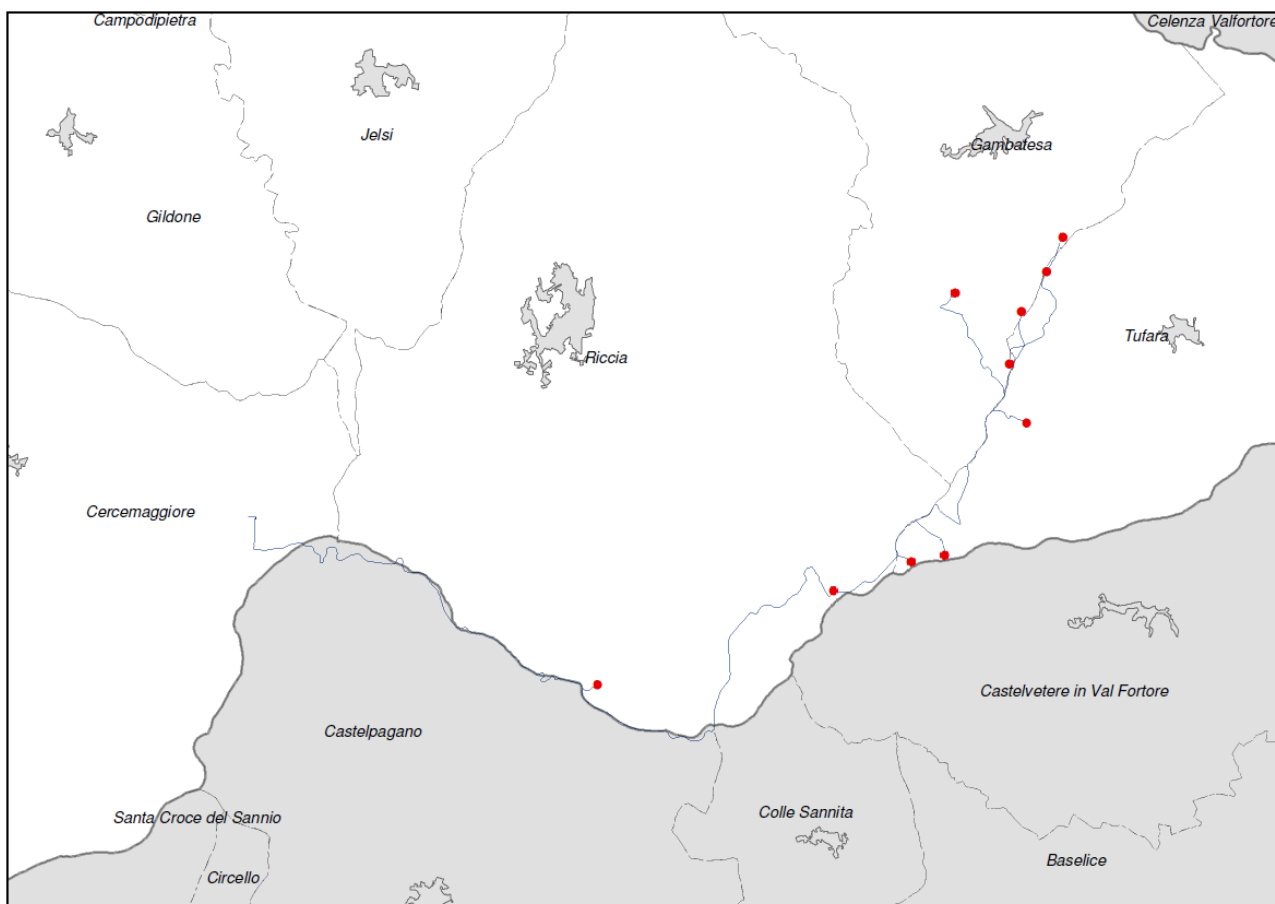 Campodipietra
Celenza Valfortore
Jelsi
Gambatesa
Gildone
Tufara
Riccia
Cercemaggiore
Castelvetere in Val Fortore
Castelpagano
Santa Croce del Sannio
Colle Sannita
Baselice
Circello